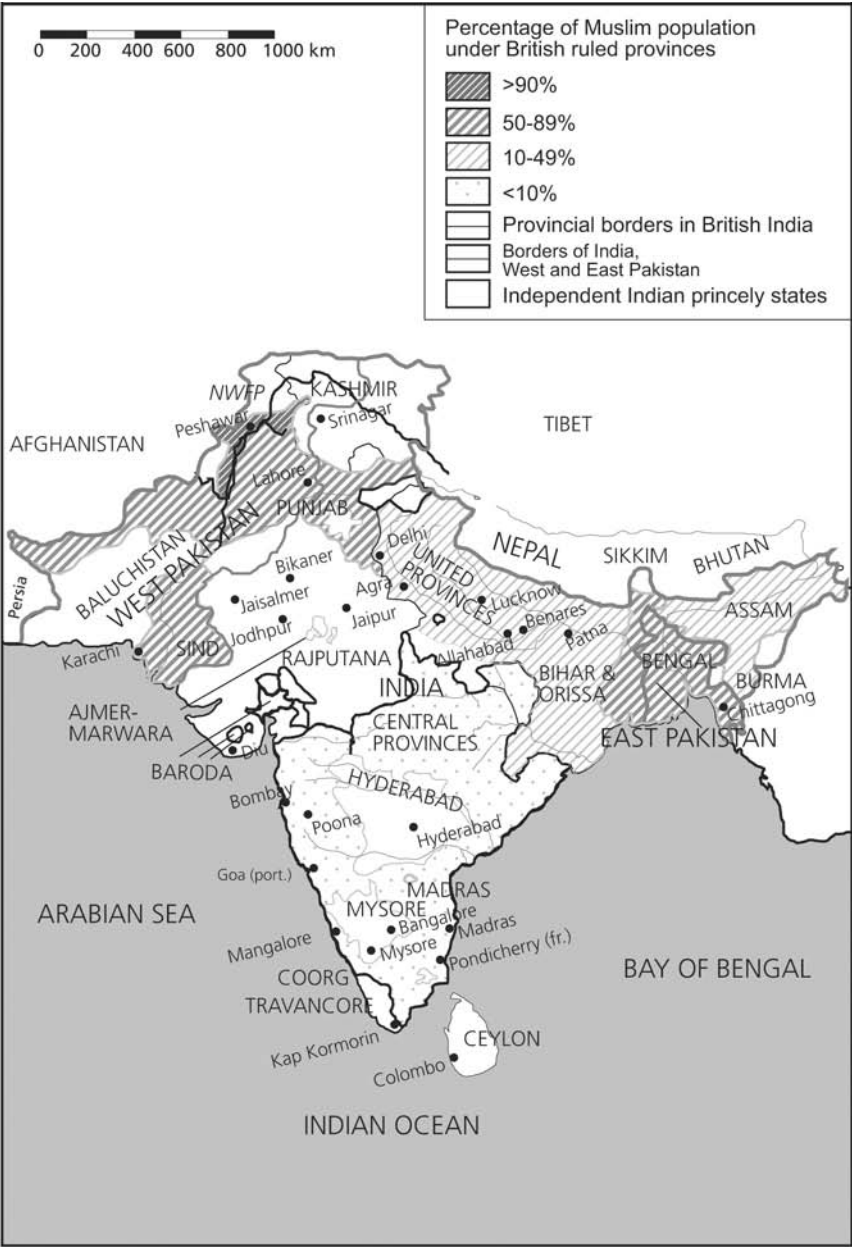 0 200 400 600 800 1000 km
Percentage of Muslim population
under British ruled provinces
>90%
50-89%
10-49%
<10%
Provincial borders in British India
Borders of India,
West and East Pakistan
Independent Indian princely states
NWFP
KASHMIR
Peshawar
Srinagar
AFGHANISTAN
TIBET
Lahore
PUNJAB
Delhi
NEPAL
SIKKIM
BHUTAN
Persia
BALUCHISTAN
WEST PAKISTAN
Bikaner
UNITED
PROVINCES
Agra
Jaisalmer
Jaipur
Lucknow
Benares
ASSAM
Jodhpur
Allahabad
Patna
Karachi
SIND
RAJPUTANA
BENGAL
INDIA
BIHAR &
ORISSA
BURMA
AJMER-
MARWARA
Chittagong
CENTRAL
PROVINCES
EAST PAKISTAN
BARODA
Diu
Bombay
HYDERABAD
Poona
Hyderabad
Goa (port.)
MADRAS
ARABIAN SEA
MYSORE
Bangalore
Madras
Mangalore
Mysore
Pondicherry (fr.)
BAY OF BENGAL
COORG
TRAVANCORE
Kap Kormorin
CEYLON
Colombo
INDIAN OCEAN